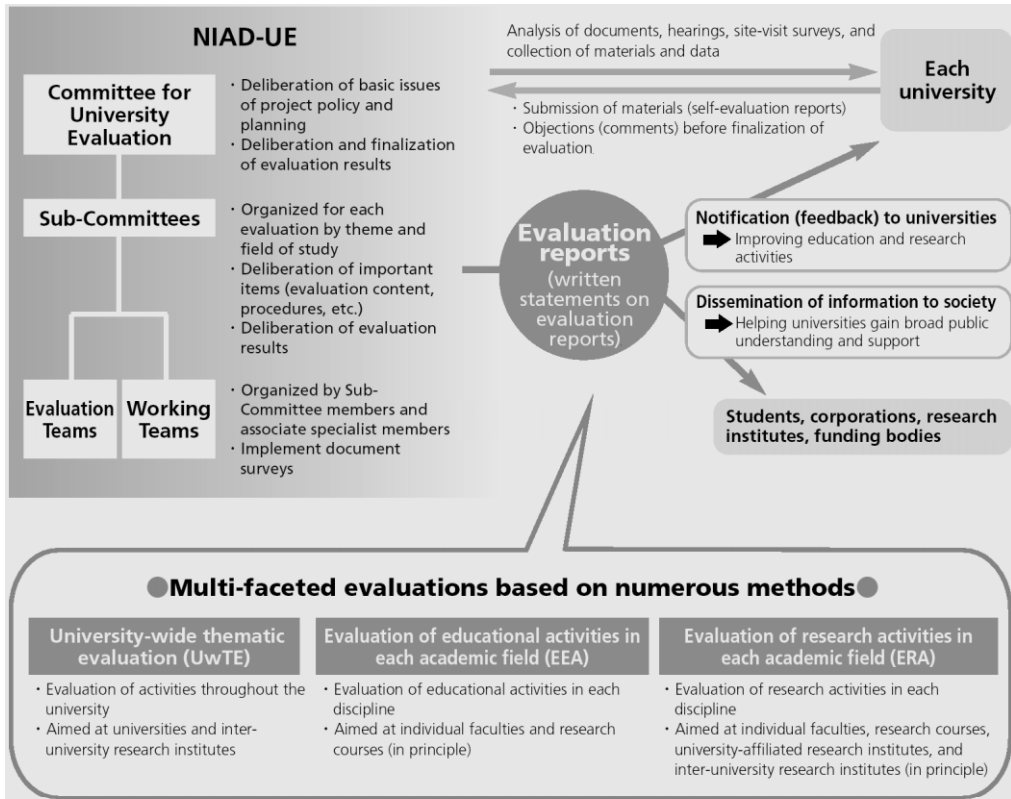 NIAD-UE
Committee for
University
Evaluation
・Deliberation of basic issues
of project policy and
planning
・Deliberation and finalization
of evaluation results
Sub-Committees
・Organized for each
evaluation by theme and
field of study
・Deliberation of important
items (evaluation content,
procedures, etc.)
・Deliberation of evaluation
results
Evaluation
Teams
Working
Teams
・Organized by Sub-
Committee members and
associate specialist members
・Implement document
surveys
Analysis of documents, hearings, site-visit surveys, and
collection of materials and data
・Submission of materials (self-evaluation reports)
・Objections (comments) before finalization of
evaluation
Each
university
Evaluation
reports
(written
statements on
evaluation
reports)
Notification (feedback) to universities
Improving education and research
activities
Dissemination of information to society
Helping universities gain broad public
understanding and support
Students, corporations, research
institutes, funding bodies
Multi-faceted evaluations based on numerous methods
University-wide thematic
evaluation (UwTE)
・Evaluation of activities throughout the
university
・Aimed at universities and inter-
university research institutes
Evaluation of educational activities in
each academic field (EEA)
・Evaluation of educational activities in each
discipline
・Aimed at individual faculties and research
courses (in principle)
Evaluation of research activities in
each academic field (ERA)
・Evaluation of research activities in each
discipline
・Aimed at individual faculties, research courses,
university-affiliated research institutes, and
inter-university research institutes (in principle)